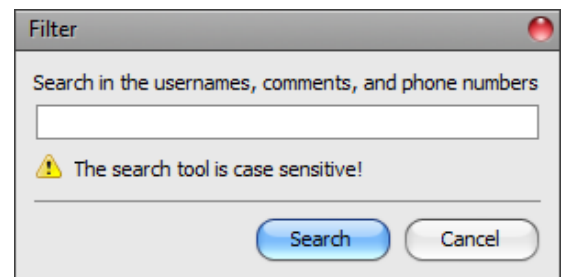 Filter
Search in the usernames, comments, and phone numbers
The search tool is case sensitive!
Search
Cancel